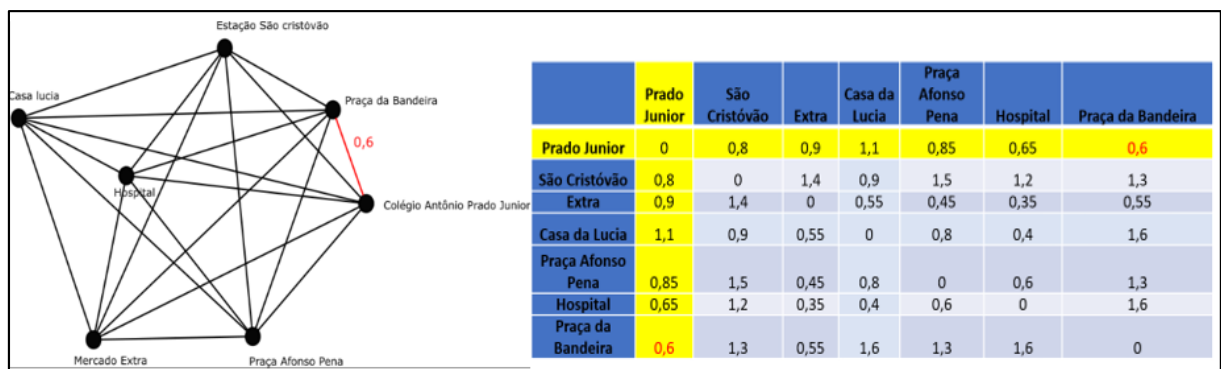 Estação São cristóvão
Casa lucia
Praça da Bandeira
0,6
Hospital
Colégio Antônio Prado Junior
Mercado Extra
Praça Afonso Pena
Prado Junior São Cristóvão Extra Casa da Lucia Praça Afonso Pena Hospital Praça da Bandeira
Prado Junior 0 0,8 0,9 1,1 0,85 0,65 0,6
São Cristóvão 0,8 0 1,4 0,9 1,5 1,2 1,3
Extra 0,9 1,4 0 0,55 0,45 0,35 0,55
Casa da Lucia 1,1 0,9 0,55 0 0,8 0,4 1,6
Praça Afonso Pena 0,85 1,5 0,45 0,8 0 0,6 1,3
Hospital 0,65 1,2 0,35 0,4 0,6 0 1,6
Praça da Bandeira 0,6 1,3 0,55 1,6 1,3 1,6 0